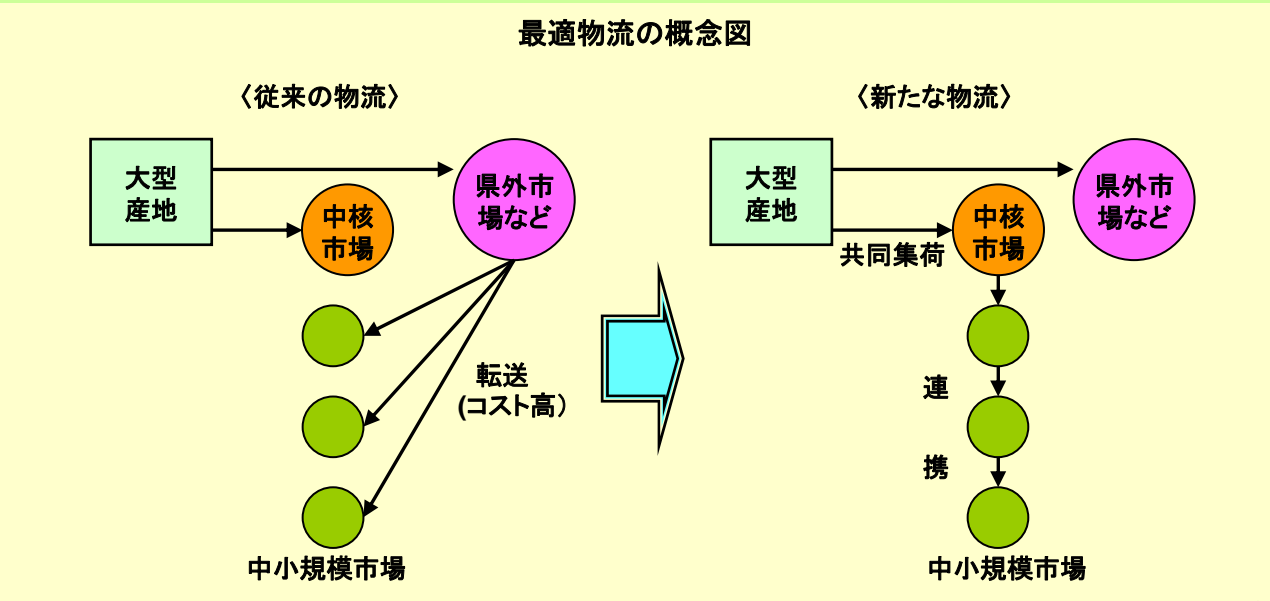 最適物流の概念図
〈従来の物流〉
大型
産地
中核
市場
県外市
場など
転送
(コスト高）
中小規模市場
〈新たな物流〉
大型
産地
共同集荷
中核
市場
県外市
場など
連
携
中小規模市場